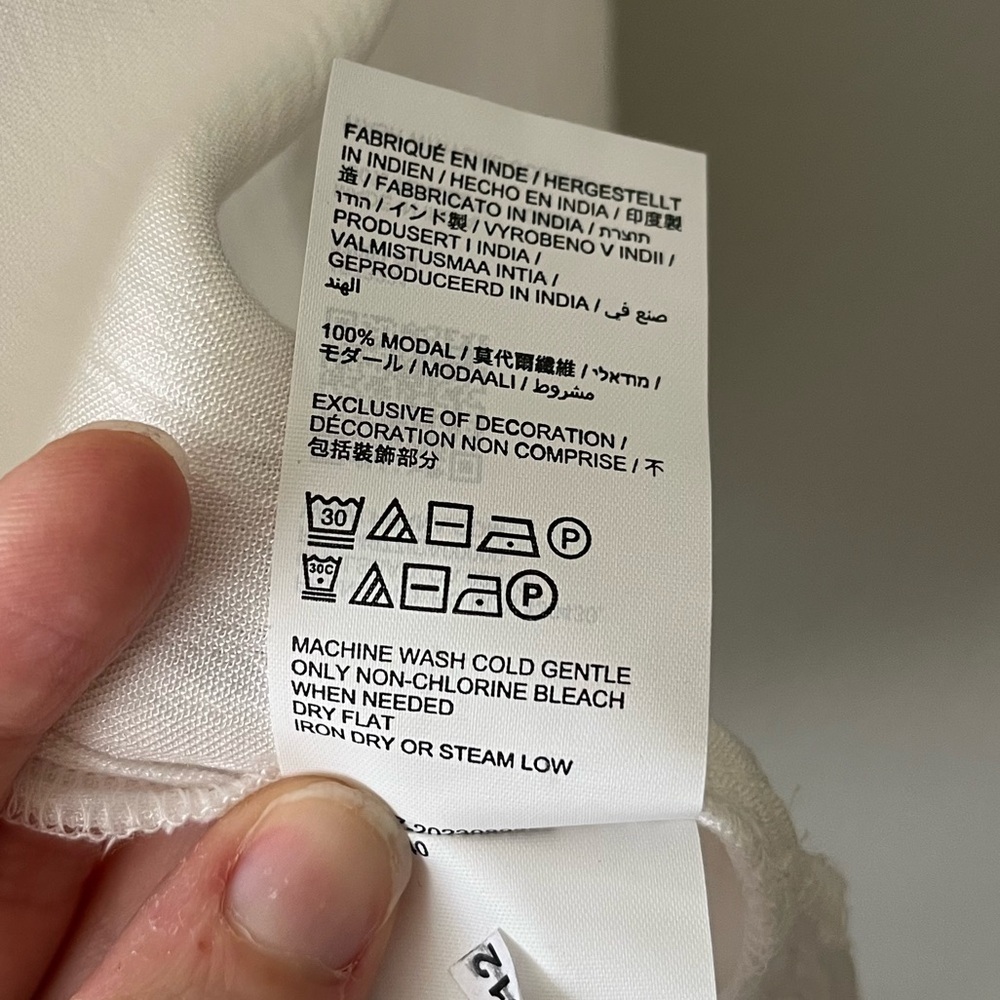 FABRIQUÉ EN INDE / HERGESTELLT
IN INDIEN / HECHO EN INDIA / 印度製
造 / FABBRICATO IN INDIA / תוצרת
הודו / インド製 / VYROBENO V INDII /
PRODUSERT I INDIA /
VALMISTUSMAA INTIA /
GEPRODUCEERD IN INDIA / صنع في
الهند
100% MODAL / 莫代爾纖維 / מודאלי /
モダール / MODAALI / مشروط
EXCLUSIVE OF DECORATION /
DÉCORATION NON COMPRISE / 不
包括裝飾部分
30 P
30C P
MACHINE WASH COLD GENTLE
ONLY NON-CHLORINE BLEACH
WHEN NEEDED
DRY FLAT
IRON DRY OR STEAM LOW